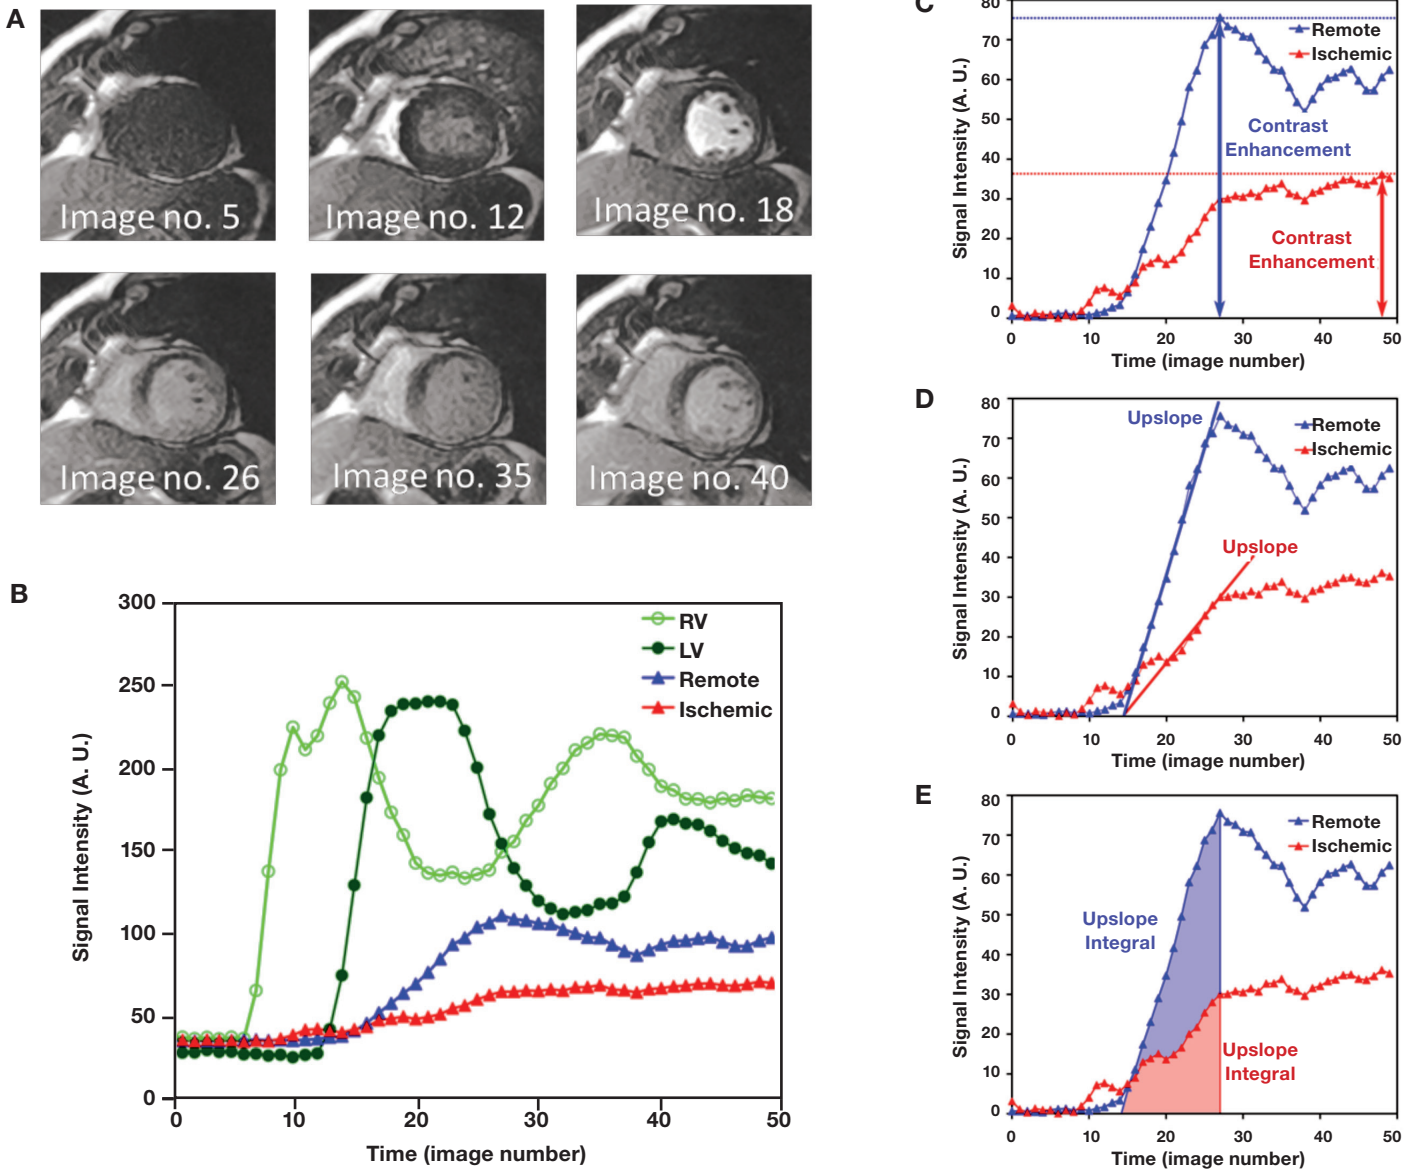 A
Image no. 5
Image no. 12
Image no. 18
Image no. 26
Image no. 35
Image no. 40
B
300
250
200
150
100
50
0
0 10 20 30 40 50
Signal Intensity (A. U.)
Time (image number)
RV
LV
Remote
Ischemic
C
80
70
60
50
40
30
20
10
0
0 10 20 30 40 50
Signal Intensity (A. U.)
Time (image number)
Remote
Ischemic
Contrast
Enhancement
Contrast
Enhancement
D
80
70
60
50
40
30
20
10
0
0 10 20 30 40 50
Signal Intensity (A. U.)
Time (image number)
Upslope
Remote
Ischemic
Upslope
E
80
70
60
50
40
30
20
10
0
0 10 20 30 40 50
Signal Intensity (A. U.)
Time (image number)
Remote
Ischemic
Upslope
Integral
Upslope
Integral